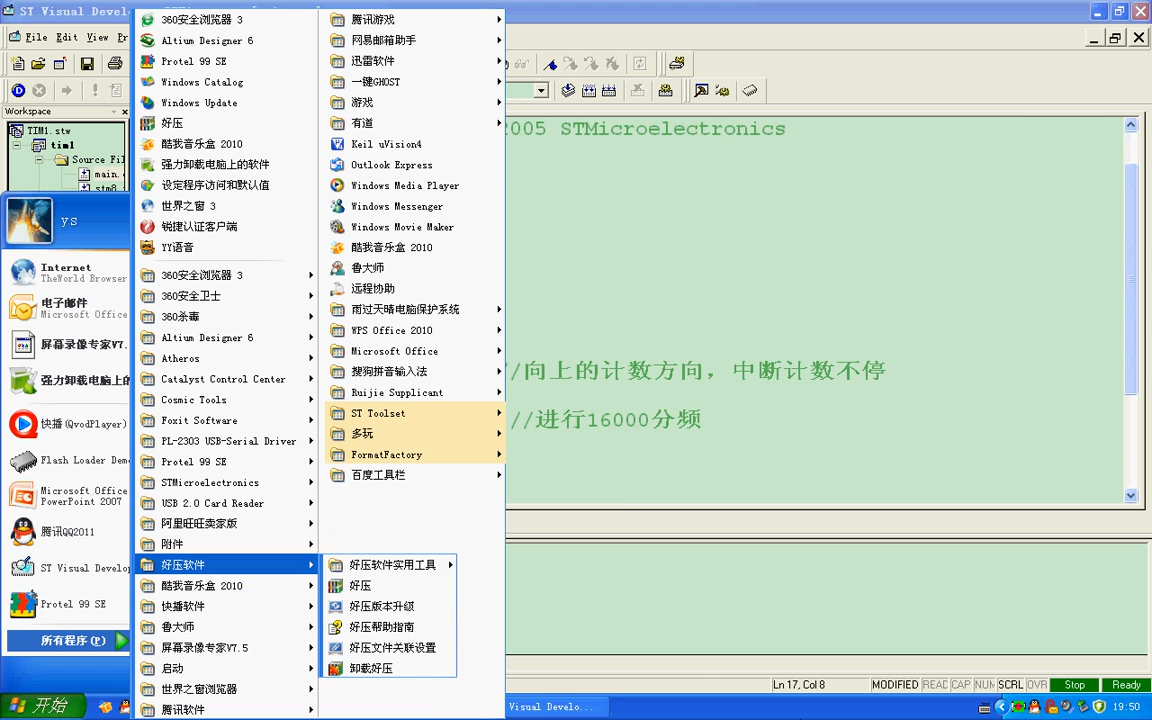 ST Visual Deve
File Edit View Pr
Workspace
TIM1.stw
tim1
Source Fil
main.
stm8_
ys
Internet
TheWorld Browser
电子邮件
Microsoft Office
屏幕录像专家V7.
强力卸载电脑上的
快播(QvodPlayer)
Flash Loader Dem
Microsoft Office
PowerPoint 2007
腾讯QQ2011
ST Visual Develo
Protel 99 SE
所有程序(P)
开始
360安全浏览器 3
Altium Designer 6
Protel 99 SE
Windows Catalog
Windows Update
好压
酷我音乐盒 2010
强力卸载电脑上的软件
设定程序访问和默认值
世界之窗 3
锐捷认证客户端
YY语音
360安全浏览器 3
360安全卫士
360杀毒
Altium Designer 6
Atheros
Catalyst Control Center
Cosmic Tools
Foxit Software
PL-2303 USB-Serial Driver
Protel 99 SE
STMicroelectronics
USB 2.0 Card Reader
阿里旺旺卖家版
附件
好压软件
酷我音乐盒 2010
快播软件
鲁大师
屏幕录像专家V7.5
启动
世界之窗浏览器
腾讯软件
腾讯游戏
网易邮箱助手
迅雷软件
一键GHOST
游戏
有道
Keil uVision4
Outlook Express
Windows Media Player
Windows Messenger
Windows Movie Maker
酷我音乐盒 2010
鲁大师
远程协助
雨过天晴电脑保护系统
WPS Office 2010
Microsoft Office
搜狗拼音输入法
Ruijie Supplicant
ST Toolset
多玩
FormatFactory
百度工具栏
好压软件实用工具
好压
好压版本升级
好压帮助指南
好压文件关联设置
卸载好压
2005 STMicroelectronics
//向上的计数方向，中断计数不停
//进行16000分频
Ln 17, Col 8 MODIFIED READ CAP NUM SCRL OVR Stop Ready
Visual Develo...
19:50